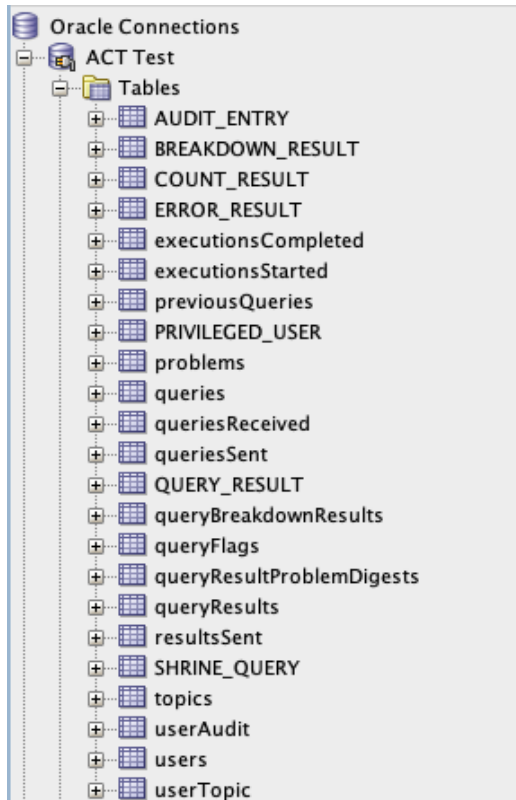 Oracle Connections
ACT Test
Tables
AUDIT_ENTRY
BREAKDOWN_RESULT
COUNT_RESULT
ERROR_RESULT
executionsCompleted
executionsStarted
previousQueries
PRIVILEGED_USER
problems
queries
queriesReceived
queriesSent
QUERY_RESULT
queryBreakdownResults
queryFlags
queryResultProblemDigests
queryResults
resultsSent
SHRINE_QUERY
topics
userAudit
users
userTopic